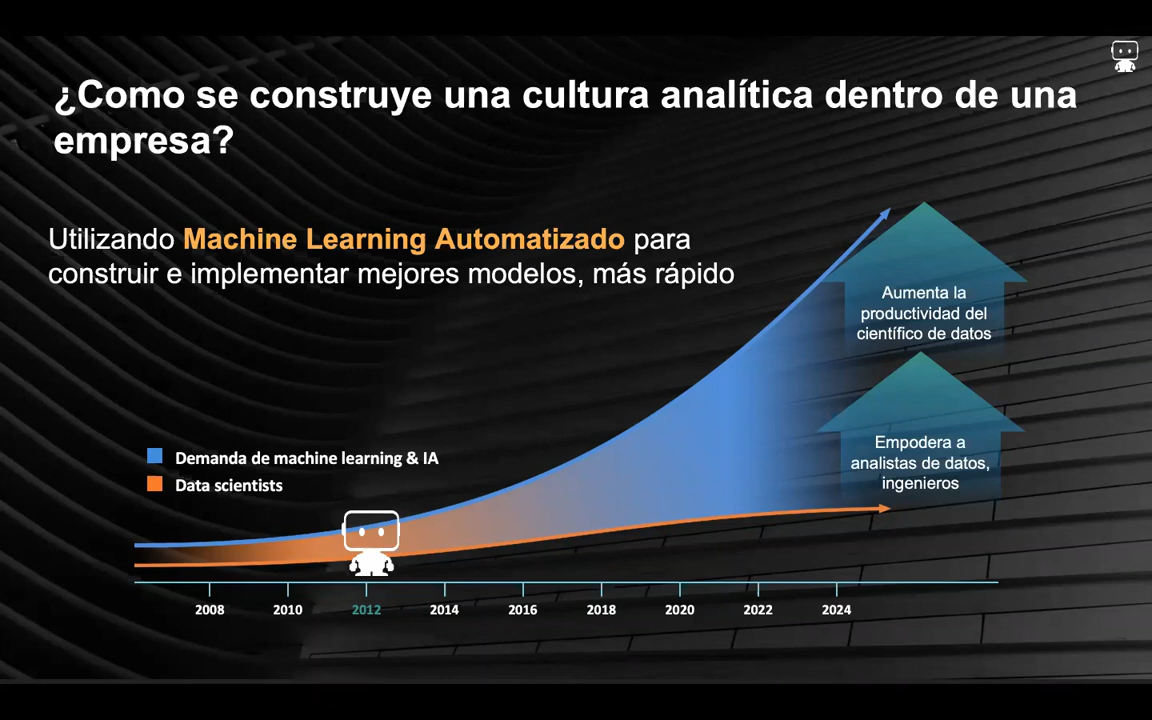 ¿Como se construye una cultura analítica dentro de una
empresa?
Utilizando Machine Learning Automatizado para
construir e implementar mejores modelos, más rápido
Aumenta la
productividad del
científico de datos
Empodera a
analistas de datos,
ingenieros
Demanda de machine learning & IA
Data scientists
2008 2010 2012 2014 2016 2018 2020 2022 2024